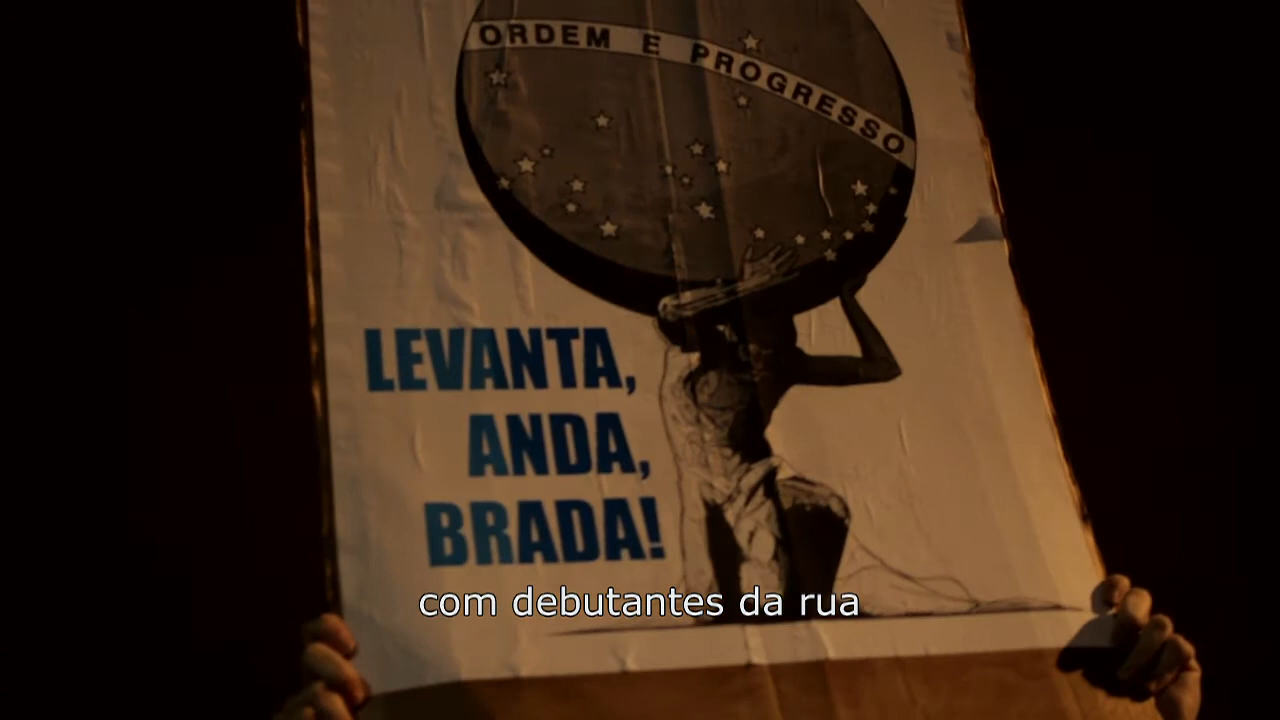 ORDEM E PROGRESSO
LEVANTA,
ANDA,
BRADA!
com debutantes da rua